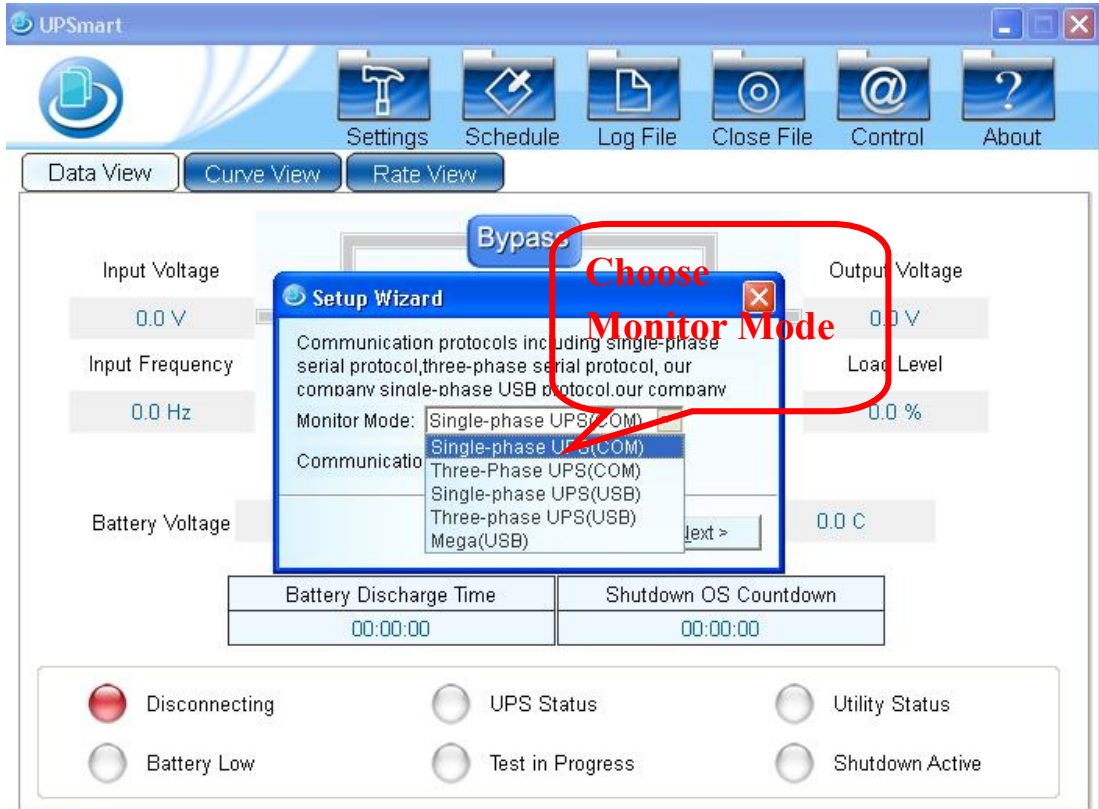 UPSmart
Settings Schedule Log File Close File Control About
Data View Curve View Rate View
Bypass
Input Voltage
0.0 V
Input Frequency
0.0 Hz
Output Voltage
0.0 V
Load Level
0.0 %
Choose
Monitor Mode
Setup Wizard
Communication protocols including single-phase
serial protocol,three-phase serial protocol, our
company single-phase USB protocol,our company
Monitor Mode: Single-phase UPS(COM)
Single-phase UPS(COM)
Three-Phase UPS(COM)
Single-phase UPS(USB)
Three-phase UPS(USB)
Mega(USB)
Communicatio
ext >
Battery Voltage
0.0 C
Battery Discharge Time Shutdown OS Countdown
00:00:00 00:00:00
Disconnecting UPS Status Utility Status
Battery Low Test in Progress Shutdown Active